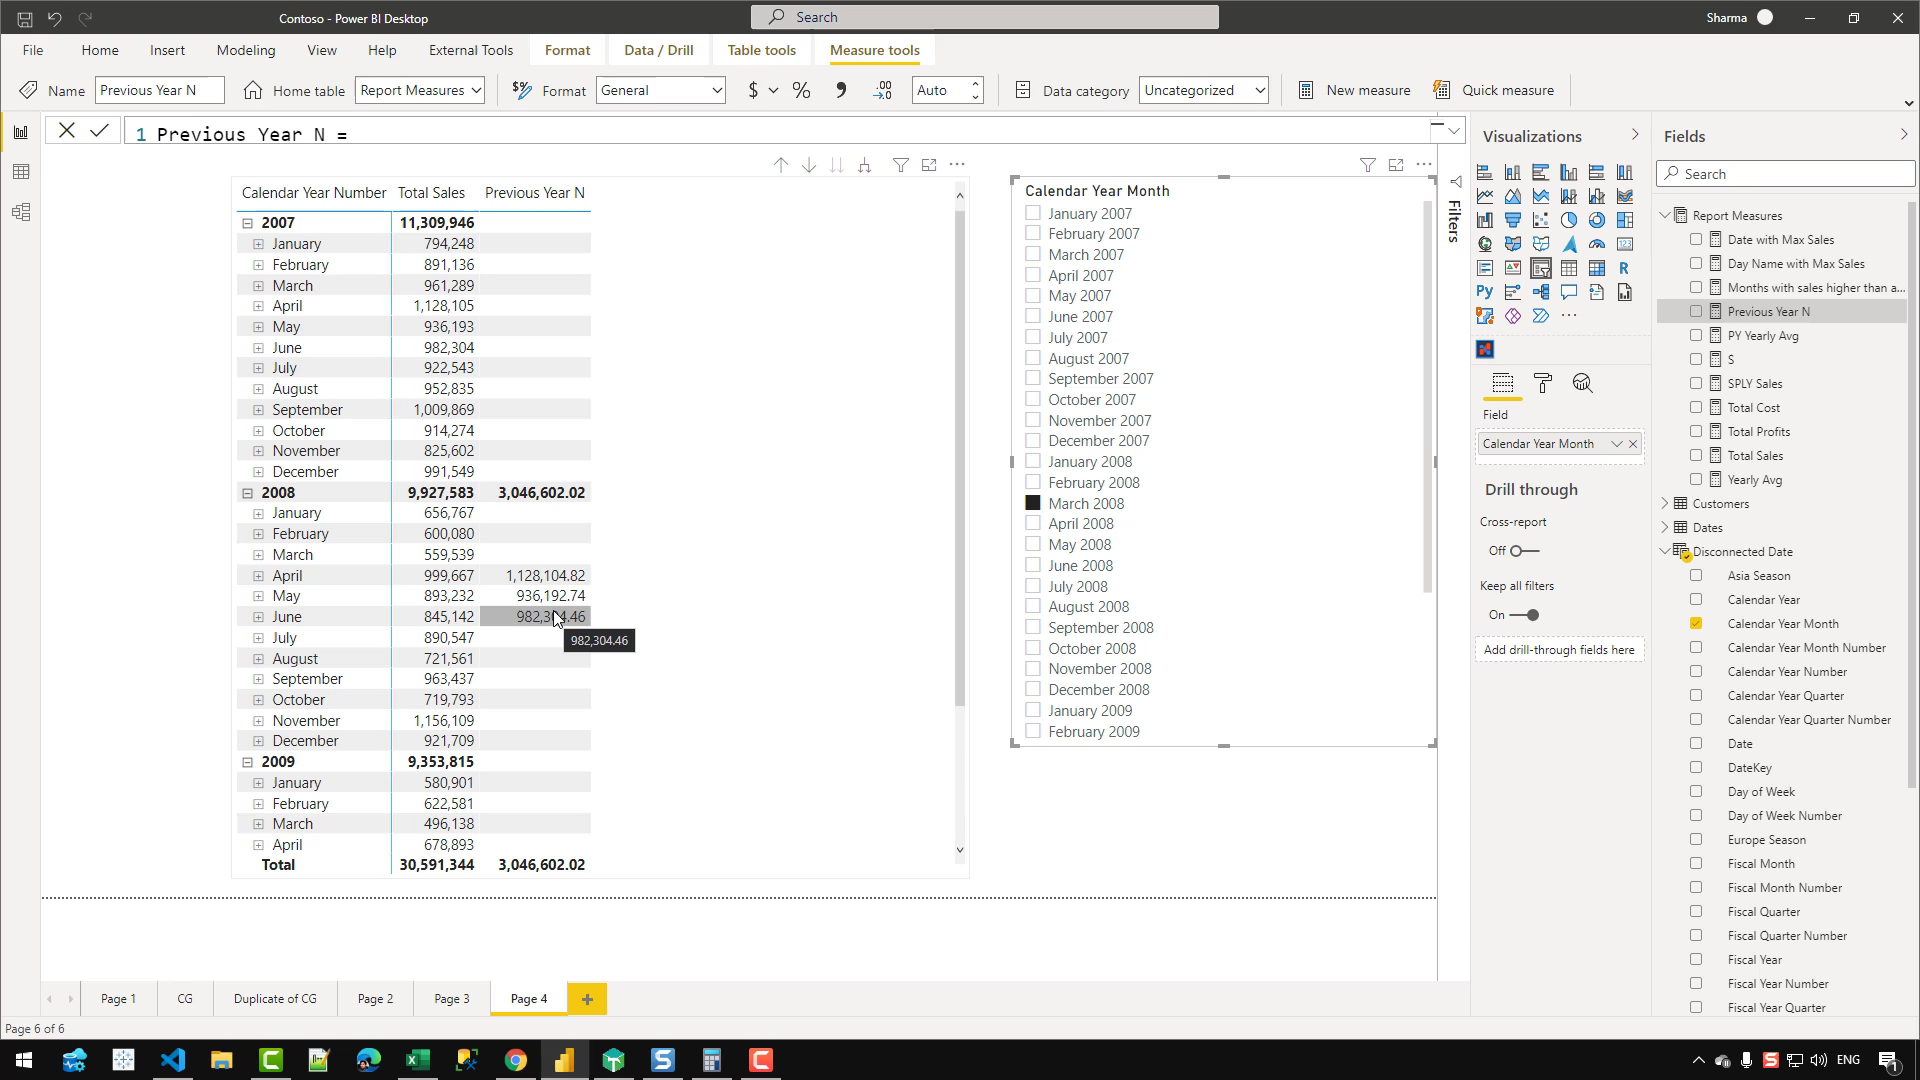 Contoso - Power BI Desktop
Search
Sharma
File Home Insert Modeling View Help External Tools Format Data / Drill Table tools Measure tools
Name Previous Year N Home table Report Measures Format General $ % Auto Data category Uncategorized New measure Quick measure
1 Previous Year N =
Calendar Year Number Total Sales Previous Year N
2007 11,309,946
January 794,248
February 891,136
March 961,289
April 1,128,105
May 936,193
June 982,304
July 922,543
August 952,835
September 1,009,869
October 914,274
November 825,602
December 991,549
2008 9,927,583 3,046,602.02
January 656,767
February 600,080
March 559,539
April 999,667 1,128,104.82
May 893,232 936,192.74
June 845,142
982,304.46
July 890,547
August 721,561
September 963,437
October 719,793
November 1,156,109
December 921,709
2009 9,353,815
January 580,901
February 622,581
March 496,138
April 678,893
Total 30,591,344 3,046,602.02
Calendar Year Month
January 2007
February 2007
March 2007
April 2007
May 2007
June 2007
July 2007
August 2007
September 2007
October 2007
November 2007
December 2007
January 2008
February 2008
March 2008
April 2008
May 2008
June 2008
July 2008
August 2008
September 2008
October 2008
November 2008
December 2008
January 2009
February 2009
Filters
Visualizations
R
Py
Field
Calendar Year Month
Drill through
Cross-report
Off
Keep all filters
On
Add drill-through fields here
Fields
Search
Report Measures
Date with Max Sales
Day Name with Max Sales
Months with sales higher than a...
Previous Year N
PY Yearly Avg
S
SPLY Sales
Total Cost
Total Profits
Total Sales
Yearly Avg
Customers
Dates
Disconnected Date
Asia Season
Calendar Year
Calendar Year Month
Calendar Year Month Number
Calendar Year Number
Calendar Year Quarter
Calendar Year Quarter Number
Date
DateKey
Day of Week
Day of Week Number
Europe Season
Fiscal Month
Fiscal Month Number
Fiscal Quarter
Fiscal Quarter Number
Fiscal Year
Fiscal Year Number
Fiscal Year Quarter
Page 1 CG Duplicate of CG Page 2 Page 3 Page 4 +
Page 6 of 6
ENG
1